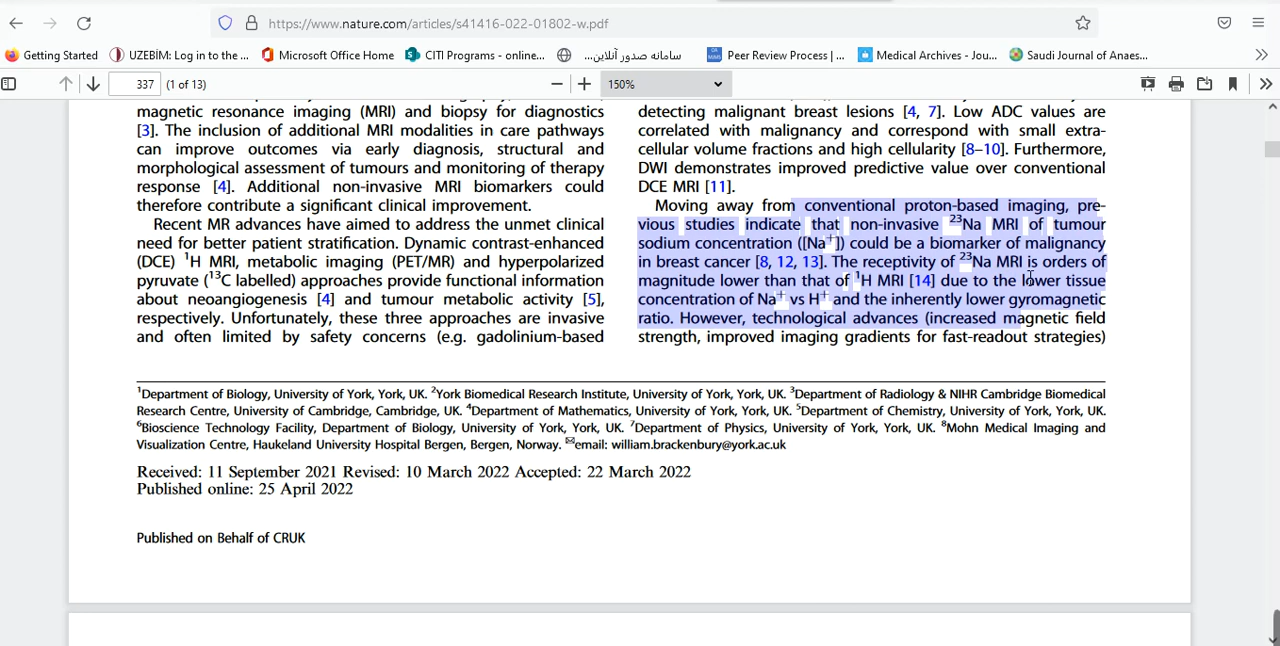 https://www.nature.com/articles/s41416-022-01802-w.pdf
Getting Started
UZEBİM: Log in to the ...
Microsoft Office Home
CITI Programs - online...
سامانه صدور آنلاین...
Peer Review Process | ...
Medical Archives - Jou...
Saudi Journal of Anaes...
337 (1 of 13)
150%
magnetic resonance imaging (MRI) and biopsy for diagnostics
[3]. The inclusion of additional MRI modalities in care pathways
can improve outcomes via early diagnosis, structural and
morphological assessment of tumours and monitoring of therapy
response [4]. Additional non-invasive MRI biomarkers could
therefore contribute a significant clinical improvement.
Recent MR advances have aimed to address the unmet clinical
need for better patient stratification. Dynamic contrast-enhanced
(DCE) ¹H MRI, metabolic imaging (PET/MR) and hyperpolarized
pyruvate (¹³C labelled) approaches provide functional information
about neoangiogenesis [4] and tumour metabolic activity [5],
respectively. Unfortunately, these three approaches are invasive
and often limited by safety concerns (e.g. gadolinium-based
detecting malignant breast lesions [4, 7]. Low ADC values are
correlated with malignancy and correspond with small extra-
cellular volume fractions and high cellularity [8–10]. Furthermore,
DWI demonstrates improved predictive value over conventional
DCE MRI [11].
Moving away from conventional proton-based imaging, pre-
vious studies indicate that non-invasive ²³Na MRI of tumour
sodium concentration ([Na⁺]) could be a biomarker of malignancy
in breast cancer [8, 12, 13]. The receptivity of ²³Na MRI is orders of
magnitude lower than that of ¹H MRI [14] due to the lower tissue
concentration of Na⁺ vs H⁺ and the inherently lower gyromagnetic
ratio. However, technological advances (increased magnetic field
strength, improved imaging gradients for fast-readout strategies)
¹Department of Biology, University of York, York, UK. ²York Biomedical Research Institute, University of York, York, UK. ³Department of Radiology & NIHR Cambridge Biomedical
Research Centre, University of Cambridge, Cambridge, UK. ⁴Department of Mathematics, University of York, York, UK. ⁵Department of Chemistry, University of York, York, UK.
⁶Bioscience Technology Facility, Department of Biology, University of York, York, UK. ⁷Department of Physics, University of York, York, UK. ⁸Mohn Medical Imaging and
Visualization Centre, Haukeland University Hospital Bergen, Bergen, Norway. ✉email: william.brackenbury@york.ac.uk
Received: 11 September 2021 Revised: 10 March 2022 Accepted: 22 March 2022
Published online: 25 April 2022
Published on Behalf of CRUK